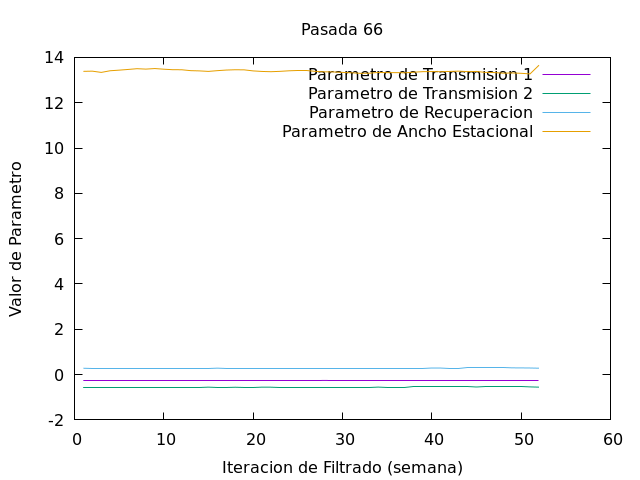 Pasada 66
Valor de Parametro
14
12
10
8
6
4
2
0
-2
Parametro de Transmision 1
Parametro de Transmision 2
Parametro de Recuperacion
Parametro de Ancho Estacional
0 10 20 30 40 50 60
Iteracion de Filtrado (semana)